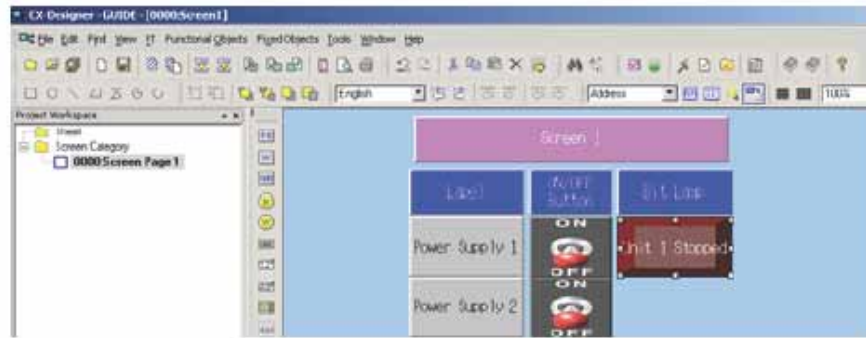 CX-Designer - GUIDE - [0000:Screen1]
File Edit Find View PT Functional Objects Fixed Objects Tools Window Help
English
Address
100%
Project Workspace
Screen Category
0000:Screen Page 1
Screen 1
Label
ON/OFF Button
Bit Lamp
ON
Power Supply 1
Unit 1 Stopped
OFF
ON
Power Supply 2
OFF